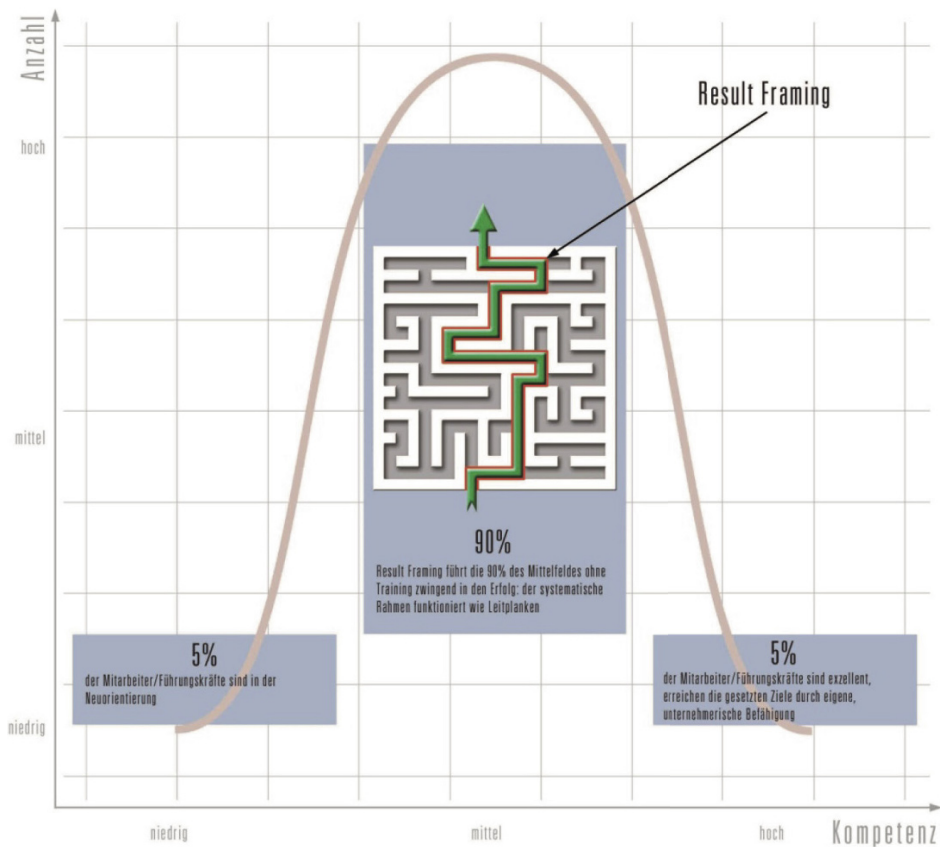 Anzahl
Result Framing
hoch
mittel
90%
Result Framing führt die 90% des Mittelfeldes ohne
Training zwingend in den Erfolg: der systematische
Rahmen funktioniert wie Leitplanken
5%
der Mitarbeiter/Führungskräfte sind in der
Neuorientierung
5%
der Mitarbeiter/Führungskräfte sind exzellent,
erreichen die gesetzten Ziele durch eigene,
unternehmerische Befähigung
niedrig
niedrig
mittel
hoch
Kompetenz